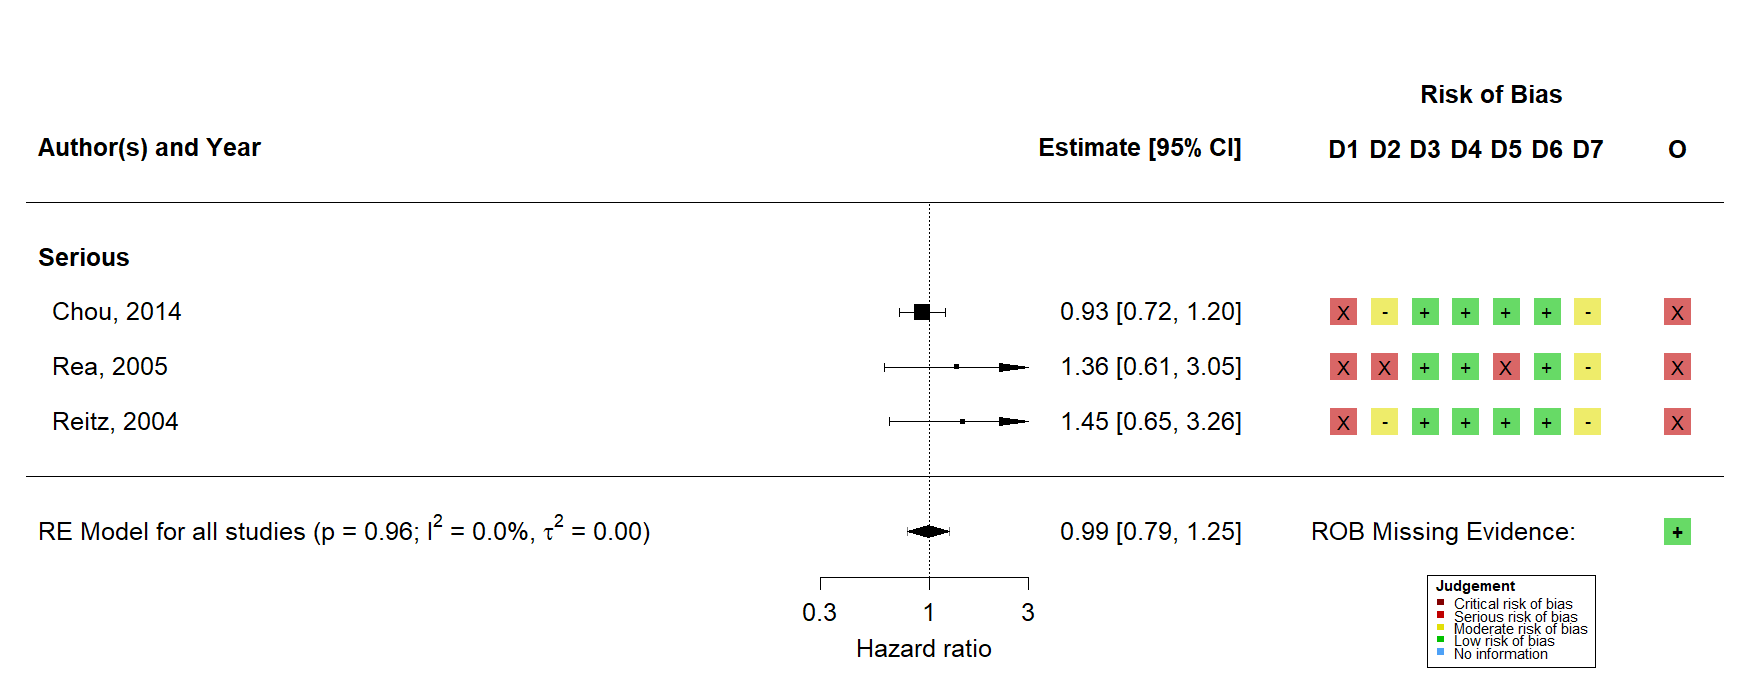 Risk of Bias
Author(s) and Year Estimate [95% CI] D1 D2 D3 D4 D5 D6 D7 O
Serious
Chou, 2014 0.93 [0.72, 1.20] X - + + + + - X
Rea, 2005 1.36 [0.61, 3.05] X X + + X + - X
Reitz, 2004 1.45 [0.65, 3.26] X - + + + + - X
RE Model for all studies (p = 0.96; I² = 0.0%, τ² = 0.00) 0.99 [0.79, 1.25] ROB Missing Evidence: +
0.3 1 3
Hazard ratio
Judgement
Critical risk of bias
Serious risk of bias
Moderate risk of bias
Low risk of bias
No information